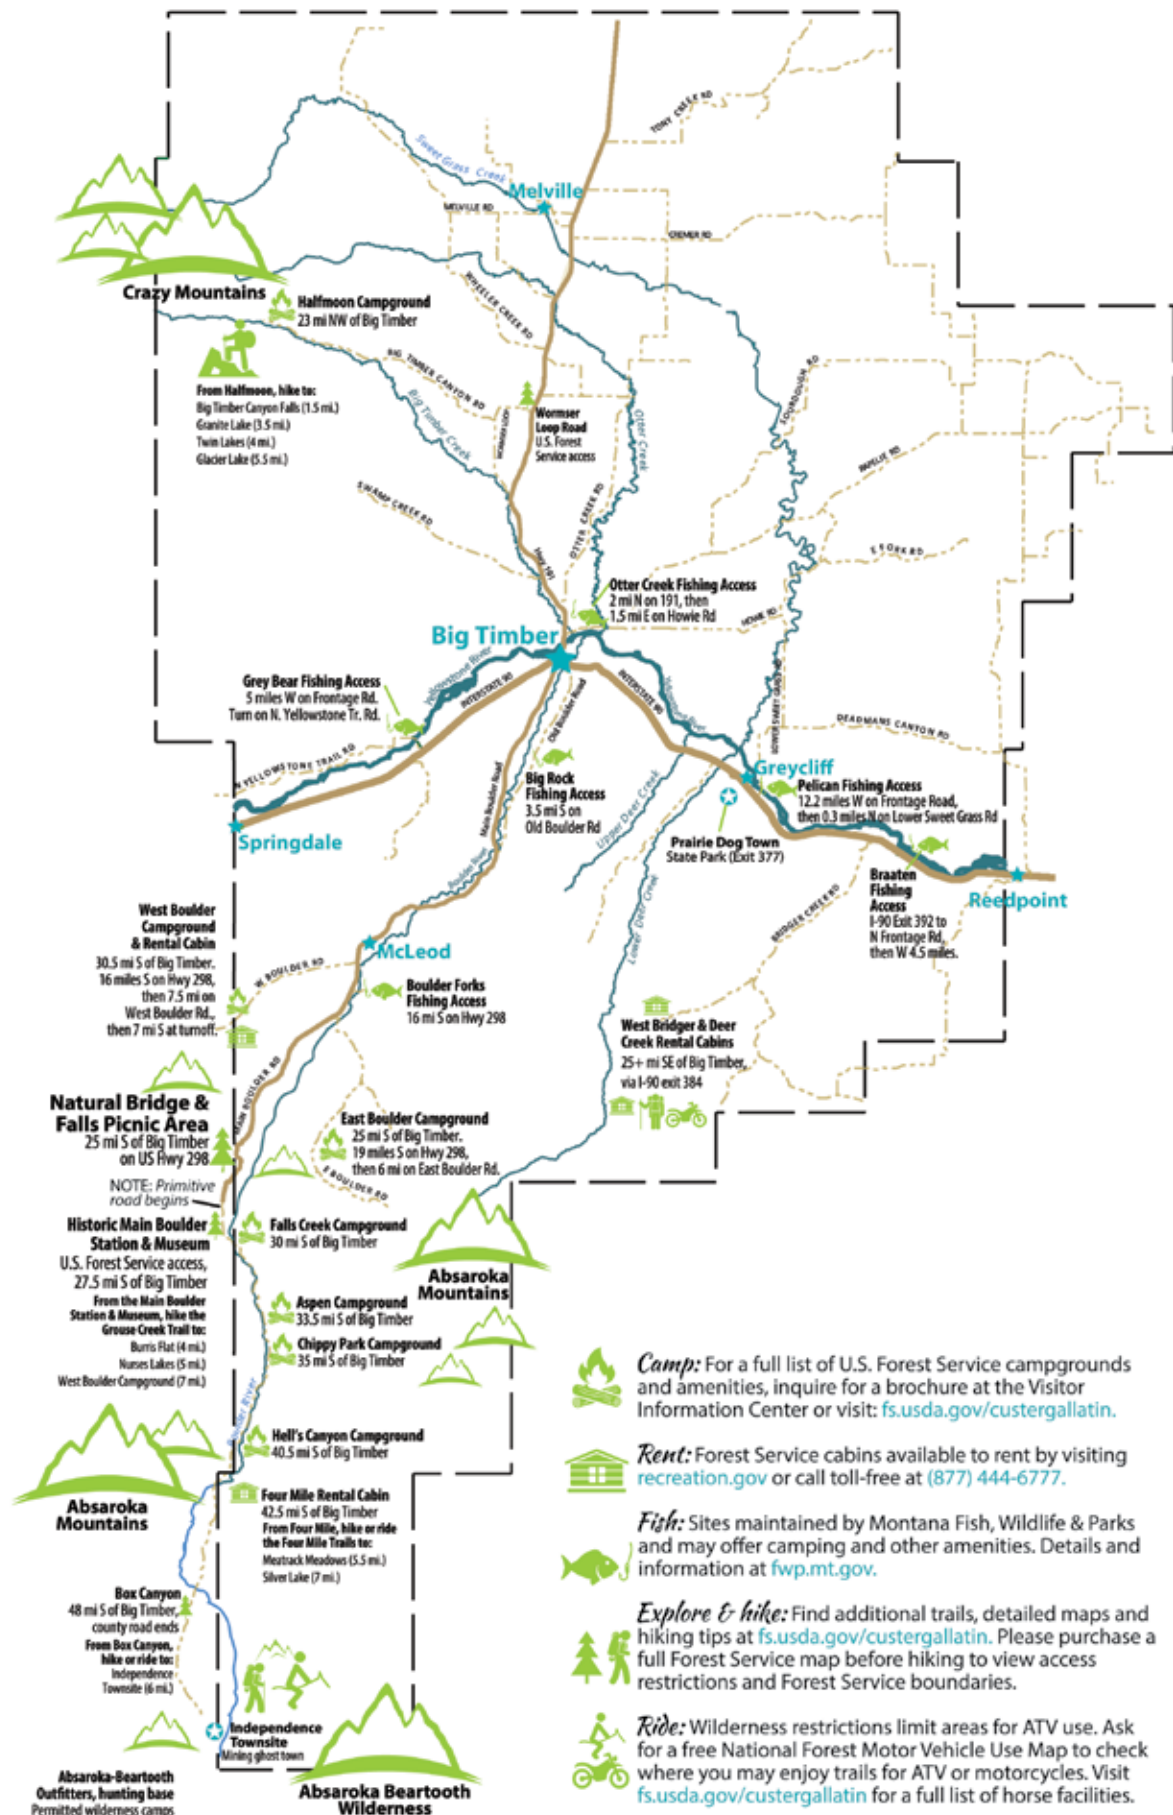 TONY CREEK RD
Sweet Grass Creek
Melville
MELVILLE RD
CREMER RD
Crazy Mountains
Halfmoon Campground
23 mi NW of Big Timber
WHEELER CREEK RD
From Halfmoon, hike to:
Big Timber Canyon Falls (1.5 mi.)
Granite Lake (3.5 mi.)
Twin Lakes (4 mi.)
Glacier Lake (5.5 mi.)
BIG TIMBER CANYON RD
Big Timber Creek
WORMSER LOOP
Wormser
Loop Road
U.S. Forest
Service access
Otter Creek
SOURDOUGH RD
RAPELJE RD
SWAMP CREEK RD
OTTER CREEK RD
Hwy 191
E FORK RD
Otter Creek Fishing Access
2 mi N on 191, then
1.5 mi E on Howie Rd
HOWIE RD
Big Timber
Yellowstone River
INTERSTATE 90
Grey Bear Fishing Access
5 miles W on Frontage Rd.
Turn on N. Yellowstone Tr. Rd.
N YELLOWSTONE TRAIL RD
Springdale
Old Boulder Road
Main Boulder Road
Boulder River
Big Rock
Fishing Access
3.5 mi S on
Old Boulder Rd
INTERSTATE 90
Yellowstone River
LOWER SWEET GRASS RD
DEADMANS CANYON RD
Greycliff
Pelican Fishing Access
12.2 miles W on Frontage Road,
then 0.3 miles N on Lower Sweet Grass Rd
Upper Deer Creek
Lower Deer Creek
Prairie Dog Town
State Park (Exit 377)
Braaten
Fishing
Access
I-90 Exit 392 to
N Frontage Rd,
then W 4.5 miles.
Reedpoint
BRIDGER CREEK RD
West Boulder
Campground
& Rental Cabin
30.5 mi S of Big Timber.
16 miles S on Hwy 298,
then 7.5 mi on
West Boulder Rd.,
then 7 mi S at turnoff.
W BOULDER RD
McLeod
Boulder Forks
Fishing Access
16 mi S on Hwy 298
West Bridger & Deer
Creek Rental Cabins
25+ mi SE of Big Timber,
via I-90 exit 384
MAIN BOULDER RD
Natural Bridge &
Falls Picnic Area
25 mi S of Big Timber
on US Hwy 298
NOTE: Primitive
road begins
East Boulder Campground
25 mi S of Big Timber.
19 miles S on Hwy 298,
then 6 mi on East Boulder Rd.
E BOULDER RD
Historic Main Boulder
Station & Museum
U.S. Forest Service access,
27.5 mi S of Big Timber
From the Main Boulder
Station & Museum, hike the
Grouse Creek Trail to:
Burris Flat (4 mi.)
Nurses Lakes (5 mi.)
West Boulder Campground (7 mi.)
Falls Creek Campground
30 mi S of Big Timber
Absaroka
Mountains
Aspen Campground
33.5 mi S of Big Timber
Chippy Park Campground
35 mi S of Big Timber
Boulder River
Hell's Canyon Campground
40.5 mi S of Big Timber
Absaroka
Mountains
Four Mile Rental Cabin
42.5 mi S of Big Timber
From Four Mile, hike or ride
the Four Mile Trails to:
Meatrack Meadows (5.5 mi.)
Silver Lake (7 mi.)
Box Canyon
48 mi S of Big Timber,
county road ends
From Box Canyon,
hike or ride to:
Independence
Townsite (6 mi.)
Independence
Townsite
Mining ghost town
Absaroka-Beartooth
Outfitters, hunting base
Permitted wilderness camps
Absaroka Beartooth
Wilderness
Camp: For a full list of U.S. Forest Service campgrounds
and amenities, inquire for a brochure at the Visitor
Information Center or visit: fs.usda.gov/custergallatin.
Rent: Forest Service cabins available to rent by visiting
recreation.gov or call toll-free at (877) 444-6777.
Fish: Sites maintained by Montana Fish, Wildlife & Parks
and may offer camping and other amenities. Details and
information at fwp.mt.gov.
Explore & hike: Find additional trails, detailed maps and
hiking tips at fs.usda.gov/custergallatin. Please purchase a
full Forest Service map before hiking to view access
restrictions and Forest Service boundaries.
Ride: Wilderness restrictions limit areas for ATV use. Ask
for a free National Forest Motor Vehicle Use Map to check
where you may enjoy trails for ATV or motorcycles. Visit
fs.usda.gov/custergallatin for a full list of horse facilities.